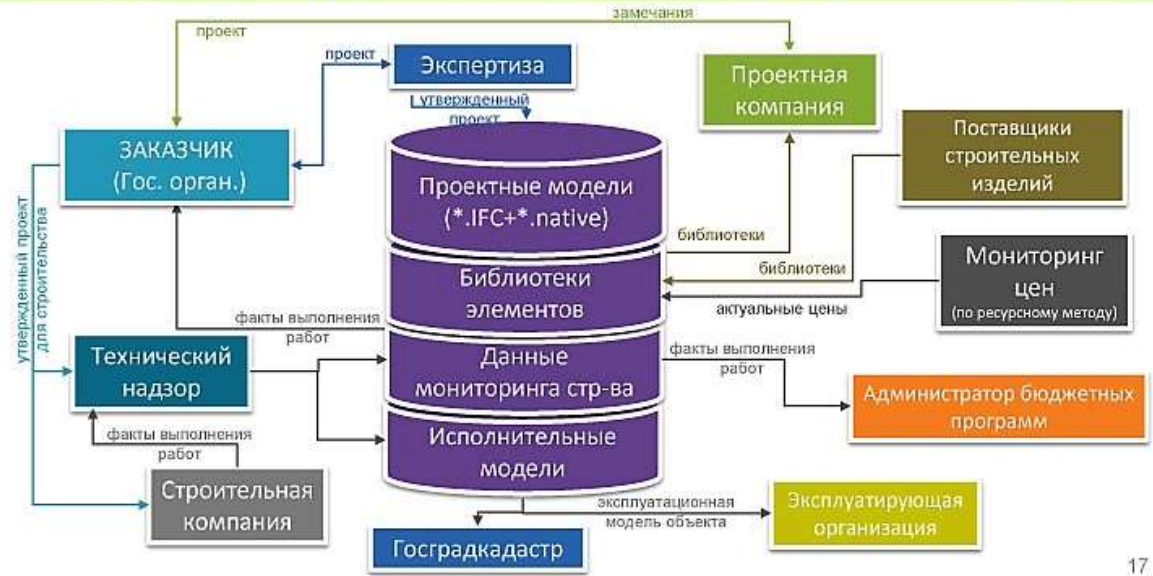 замечания
проект
проект
Экспертиза
Проектная
компания
утвержденный
проект
ЗАКАЗЧИК
(Гос. орган.)
Поставщики
строительных
изделий
Проектные модели
(*.IFC+*.native)
библиотеки
библиотеки
Мониторинг
цен
(по ресурсному методу)
Библиотеки
элементов
актуальные цены
утвержденный проект
для строительства
факты выполнения
работ
Технический
надзор
Данные
мониторинга стр-ва
факты выполнения
работ
Администратор бюджетных
программ
факты выполнения
работ
Исполнительные
модели
Строительная
компания
эксплуатационная
модель объекта
Эксплуатирующая
организация
Госградкадастр
17